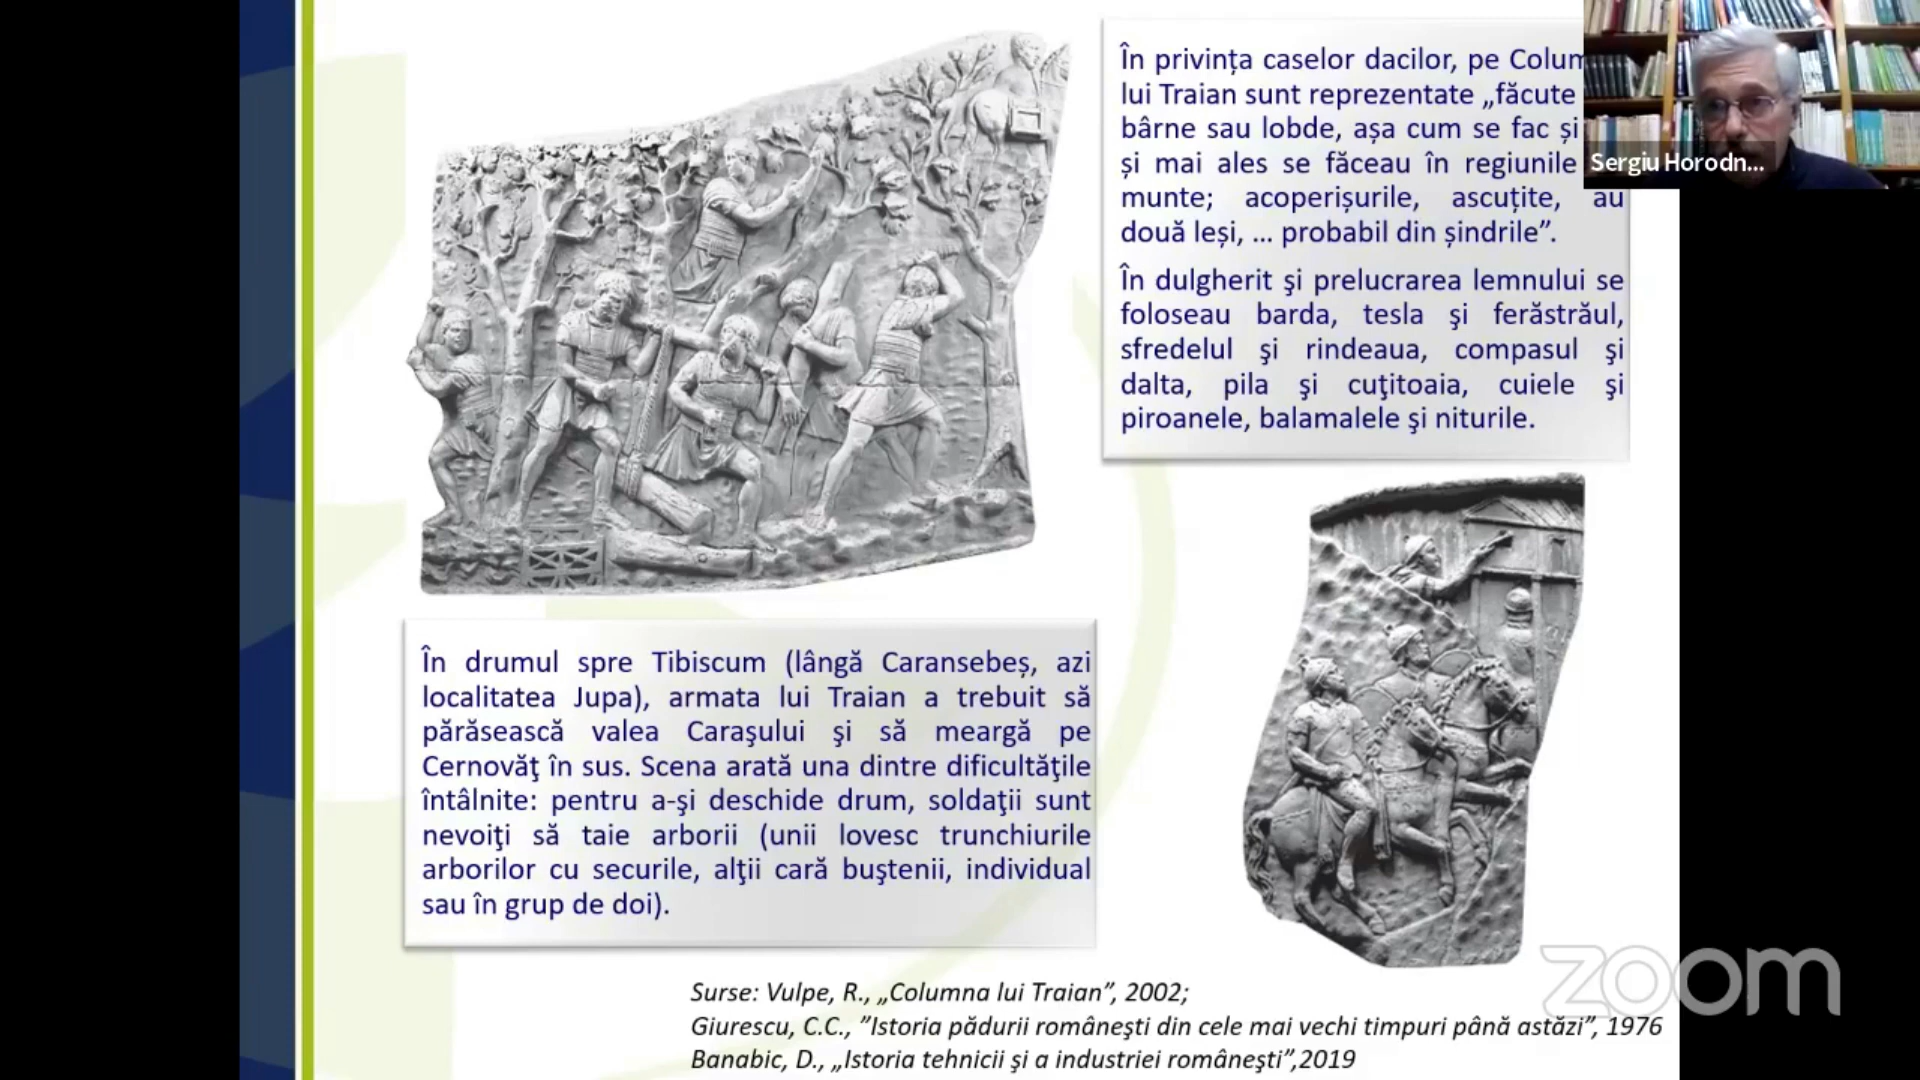 În privința caselor dacilor, pe Colum
lui Traian sunt reprezentate „făcute
bârne sau lobde, așa cum se fac și
și mai ales se făceau în regiunile
munte; acoperișurile, ascuțite, au
două leși, ... probabil din șindrile”.
În dulgherit şi prelucrarea lemnului se
foloseau barda, tesla şi ferăstrăul,
sfredelul şi rindeaua, compasul şi
dalta, pila şi cuţitoaia, cuiele şi
piroanele, balamalele şi niturile.
Sergiu Horodn...
În drumul spre Tibiscum (lângă Caransebeș, azi
localitatea Jupa), armata lui Traian a trebuit să
părăsească valea Caraşului şi să meargă pe
Cernovăţ în sus. Scena arată una dintre dificultăţile
întâlnite: pentru a-şi deschide drum, soldaţii sunt
nevoiţi să taie arborii (unii lovesc trunchiurile
arborilor cu securile, alţii cară buştenii, individual
sau în grup de doi).
zoom
Surse: Vulpe, R., „Columna lui Traian”, 2002;
Giurescu, C.C., ”Istoria pădurii româneşti din cele mai vechi timpuri până astăzi”, 1976
Banabic, D., „Istoria tehnicii şi a industriei româneşti”,2019